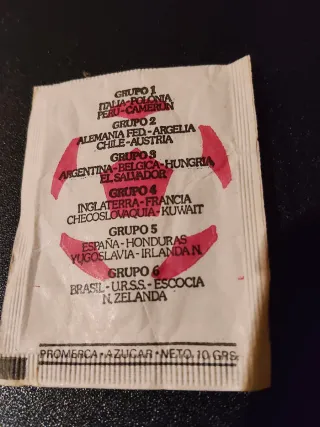 GRUPO 1
ITALIA-POLONIA
PERU-CAMERUN
GRUPO 2
ALEMANIA FED.-ARGELIA
CHILE-AUSTRIA
GRUPO 3
ARGENTINA-BELGICA-HUNGRIA
EL SALVADOR
GRUPO 4
INGLATERRA-FRANCIA
CHECOSLOVAQUIA-KUWAIT
GRUPO 5
ESPAÑA-HONDURAS
YUGOSLAVIA-IRLANDA N.
GRUPO 6
BRASIL-U.R.S.S.-ESCOCIA
N. ZELANDA
PROMERCA-AZUCAR-NETO. 10 GRS.